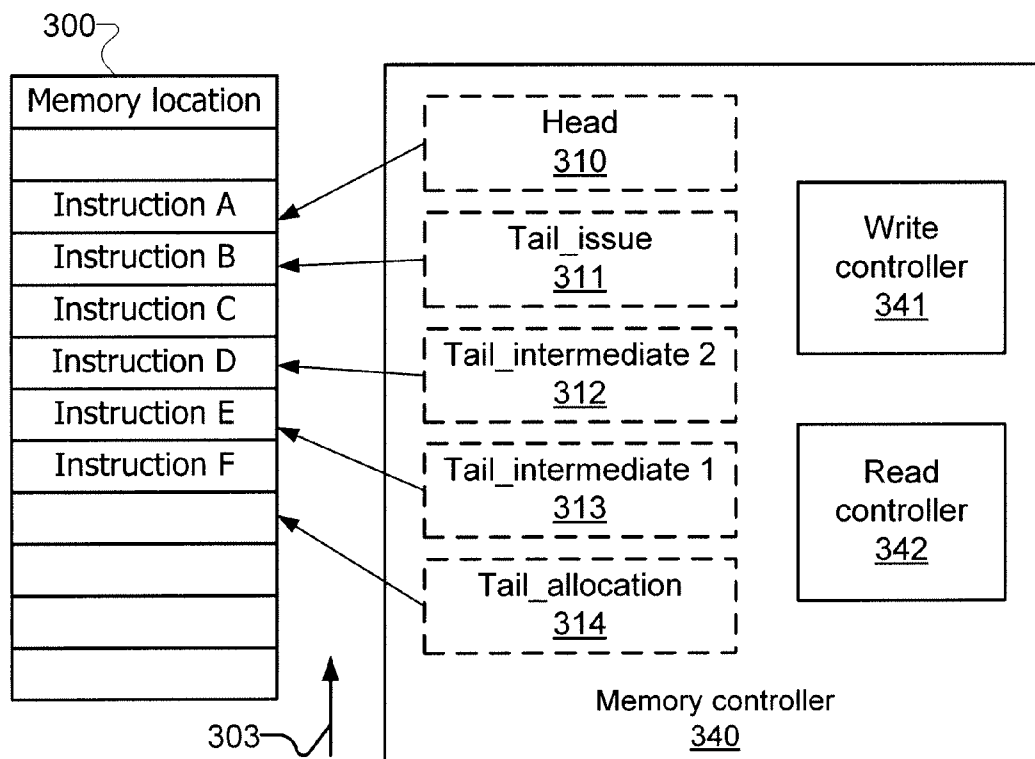 300
Memory location
Instruction A
Instruction B
Instruction C
Instruction D
Instruction E
Instruction F
303
Head
310
Tail_issue
311
Tail_intermediate 2
312
Tail_intermediate 1
313
Tail_allocation
314
Write
controller
341
Read
controller
342
Memory controller
340